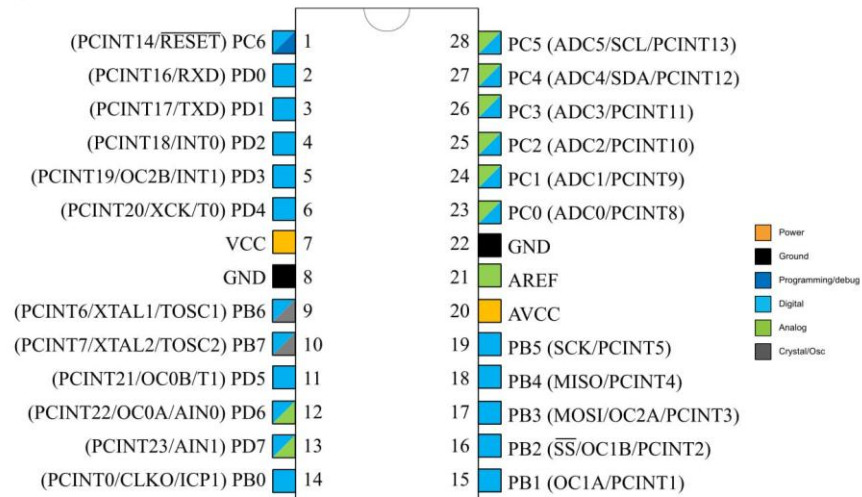 (PCINT14/RESET) PC6 1
(PCINT16/RXD) PD0 2
(PCINT17/TXD) PD1 3
(PCINT18/INT0) PD2 4
(PCINT19/OC2B/INT1) PD3 5
(PCINT20/XCK/T0) PD4 6
VCC 7
GND 8
(PCINT6/XTAL1/TOSC1) PB6 9
(PCINT7/XTAL2/TOSC2) PB7 10
(PCINT21/OC0B/T1) PD5 11
(PCINT22/OC0A/AIN0) PD6 12
(PCINT23/AIN1) PD7 13
(PCINT0/CLKO/ICP1) PB0 14
28 PC5 (ADC5/SCL/PCINT13)
27 PC4 (ADC4/SDA/PCINT12)
26 PC3 (ADC3/PCINT11)
25 PC2 (ADC2/PCINT10)
24 PC1 (ADC1/PCINT9)
23 PC0 (ADC0/PCINT8)
22 GND
21 AREF
20 AVCC
19 PB5 (SCK/PCINT5)
18 PB4 (MISO/PCINT4)
17 PB3 (MOSI/OC2A/PCINT3)
16 PB2 (SS/OC1B/PCINT2)
15 PB1 (OC1A/PCINT1)
Power
Ground
Programming/debug
Digital
Analog
Crystal/Osc